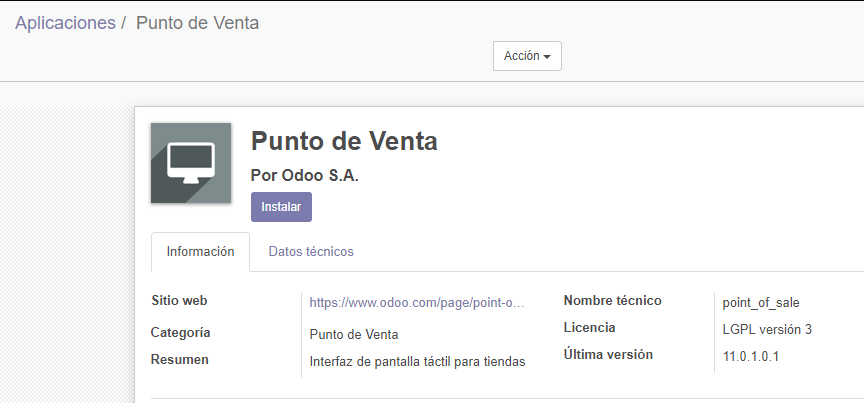 Aplicaciones / Punto de Venta
Acción
Punto de Venta
Por Odoo S.A.
Instalar
Información Datos técnicos
Sitio web https://www.odoo.com/page/point-o… Nombre técnico point_of_sale
Categoría Punto de Venta Licencia LGPL versión 3
Resumen Interfaz de pantalla táctil para tiendas Última versión 11.0.1.0.1